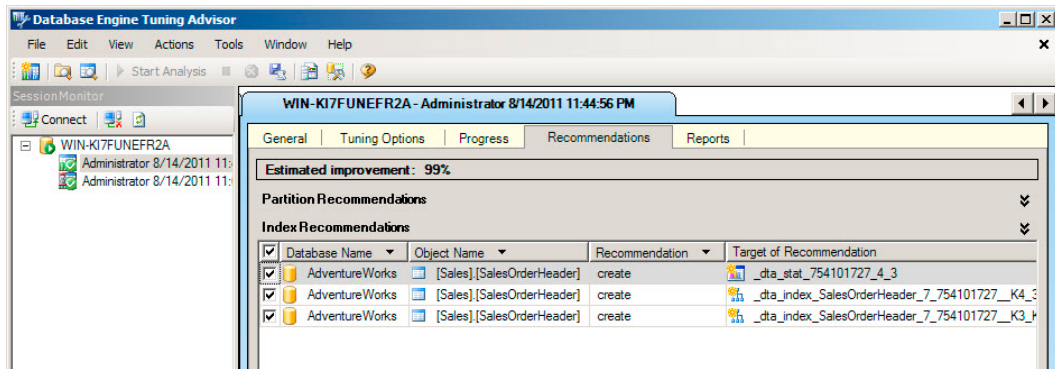 Database Engine Tuning Advisor
File Edit View Actions Tools Window Help
Start Analysis
Session Monitor
WIN-KI7FUNEFR2A - Administrator 8/14/2011 11:44:56 PM
Connect
General Tuning Options Progress Recommendations Reports
WIN-KI7FUNEFR2A
Administrator 8/14/2011 11:
Administrator 8/14/2011 11:
Estimated improvement: 99%
Partition Recommendations
Index Recommendations
Database Name Object Name Recommendation Target of Recommendation
AdventureWorks [Sales].[SalesOrderHeader] create _dta_stat_754101727_4_3
AdventureWorks [Sales].[SalesOrderHeader] create _dta_index_SalesOrderHeader_7_754101727__K4_3
AdventureWorks [Sales].[SalesOrderHeader] create _dta_index_SalesOrderHeader_7_754101727__K3_K